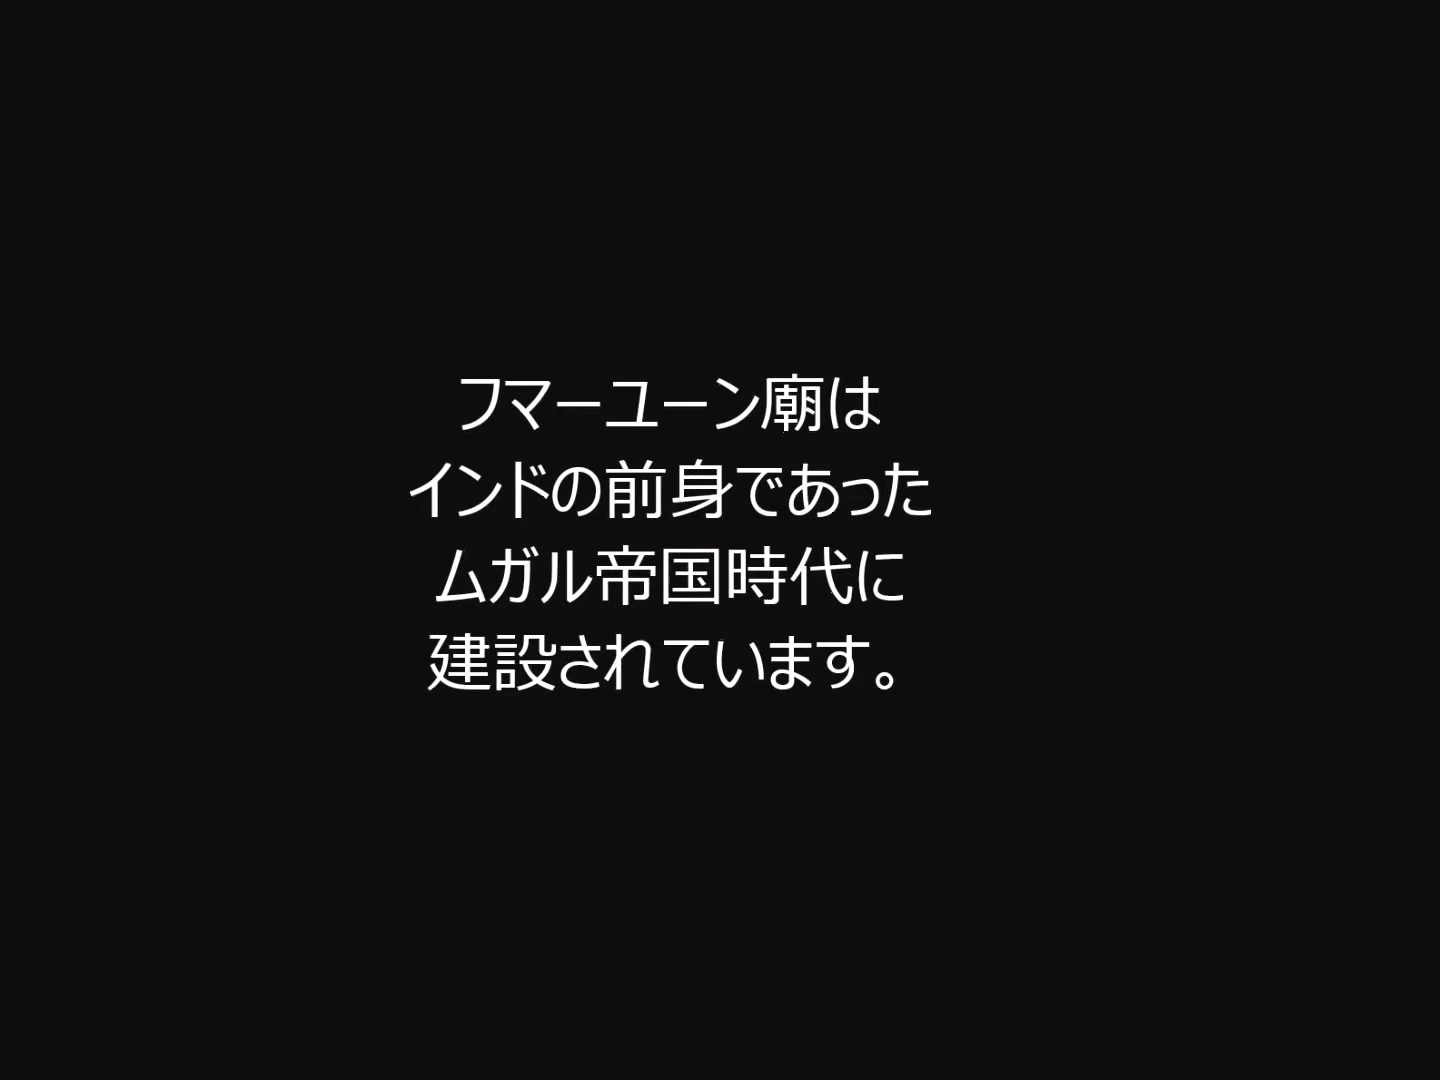 フマーユーン廟は
インドの前身であった
ムガル帝国時代に
建設されています。